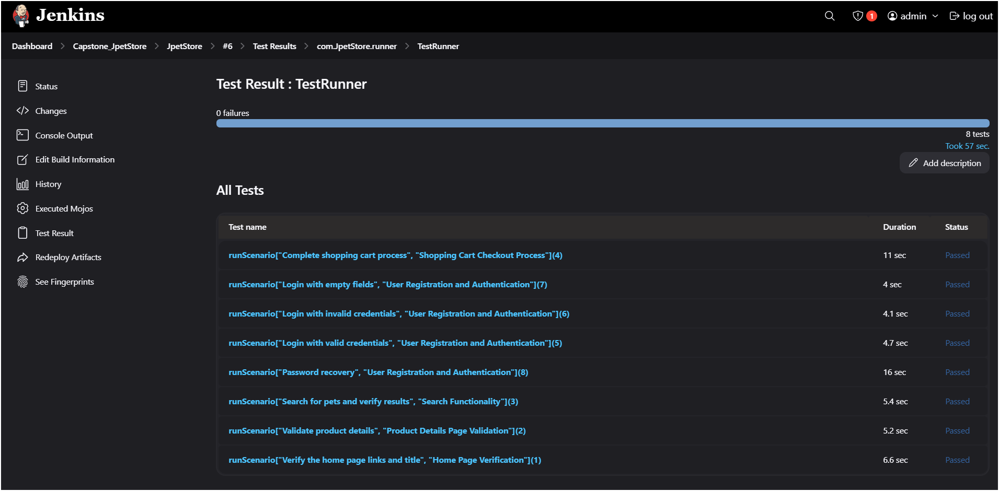 Jenkins
1
admin
log out
Dashboard
Capstone_JpetStore
JpetStore
#6
Test Results
com.JpetStore.runner
TestRunner
Status
Changes
Console Output
Edit Build Information
History
Executed Mojos
Test Result
Redeploy Artifacts
See Fingerprints
Test Result : TestRunner
0 failures
8 tests
Took 57 sec.
Add description
All Tests
Test name Duration Status
runScenario["Complete shopping cart process", "Shopping Cart Checkout Process"](4) 11 sec Passed
runScenario["Login with empty fields", "User Registration and Authentication"](7) 4 sec Passed
runScenario["Login with invalid credentials", "User Registration and Authentication"](6) 4.1 sec Passed
runScenario["Login with valid credentials", "User Registration and Authentication"](5) 4.7 sec Passed
runScenario["Password recovery", "User Registration and Authentication"](8) 16 sec Passed
runScenario["Search for pets and verify results", "Search Functionality"](3) 5.4 sec Passed
runScenario["Validate product details", "Product Details Page Validation"](2) 5.2 sec Passed
runScenario["Verify the home page links and title", "Home Page Verification"](1) 6.6 sec Passed